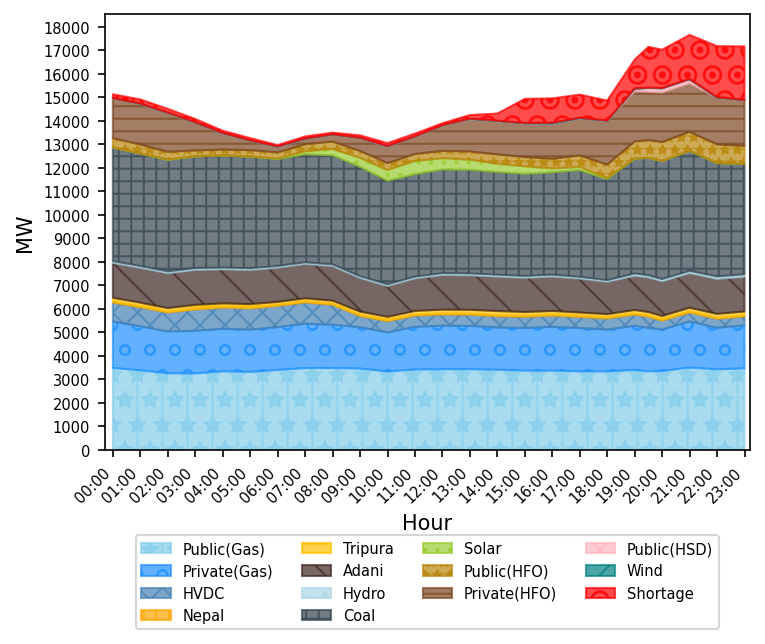 18000
17000
16000
15000
14000
13000
12000
11000
10000
9000
8000
7000
6000
5000
4000
3000
2000
1000
0
MW
00:00 01:00 02:00 03:00 04:00 05:00 06:00 07:00 08:00 09:00 10:00 11:00 12:00 13:00 14:00 15:00 16:00 17:00 18:00 19:00 20:00 21:00 22:00 23:00
Hour
Public(Gas) Tripura Solar Public(HSD)
Private(Gas) Adani Public(HFO) Wind
HVDC Hydro Private(HFO) Shortage
Nepal Coal